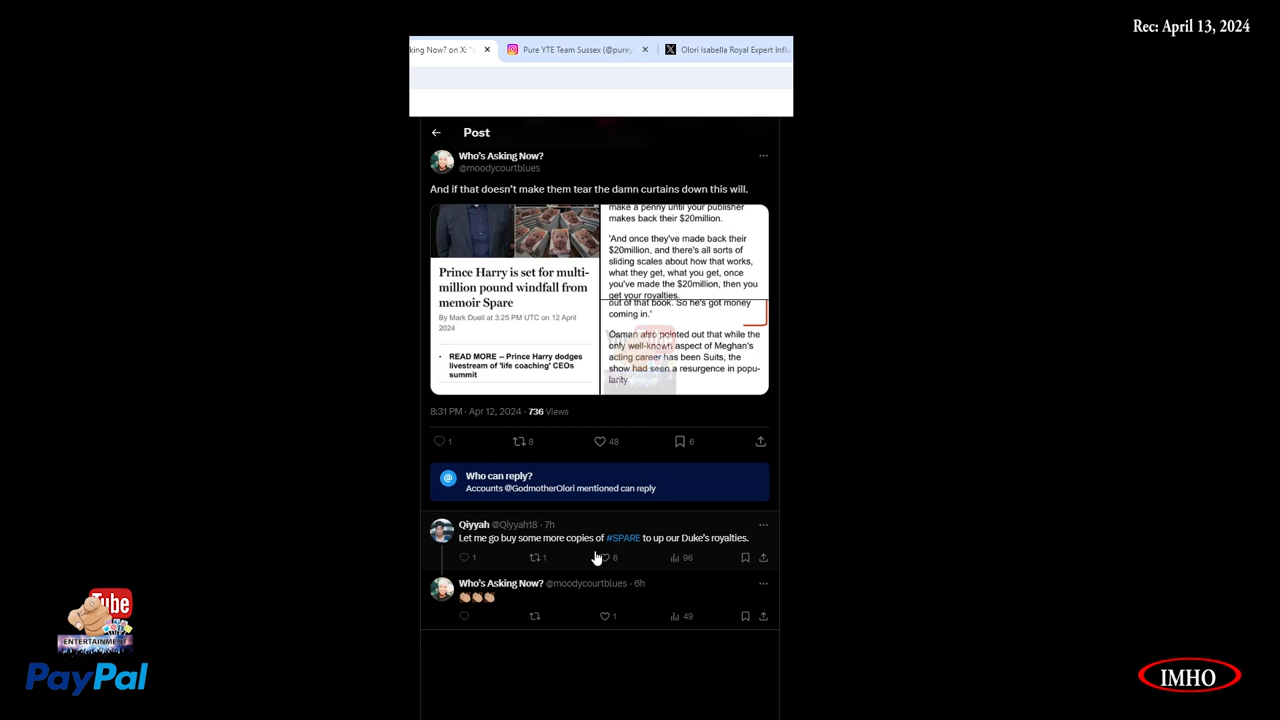 Rec: April 13, 2024
king Now? on X: "
Pure YTE Team Sussex (@purey
Olori Isabella Royal Expert Influ
Post
Who's Asking Now?
@moodycourtblues
And if that doesn't make them tear the damn curtains down this will.
Prince Harry is set for multi-
million pound windfall from
memoir Spare
By Mark Duell at 3:25 PM UTC on 12 April
2024
READ MORE -- Prince Harry dodges
livestream of 'life coaching' CEOs
summit
make a penny until your publisher
makes back their $20million.
'And once they've made back their
$20million, and there's all sorts of
sliding scales about how that works,
what they get, what you get, once
you've made the $20million, then you
get your royalties.
out of that book. So he's got money
coming in.'
Osman also pointed out that while the
only well-known aspect of Meghan's
acting career has been Suits, the
show had seen a resurgence in popu-
larity.
8:31 PM · Apr 12, 2024 · 736 Views
1 8 48 6
Who can reply?
Accounts @GodmotherOlori mentioned can reply
Qiyyah @Qiyyah18 · 7h
Let me go buy some more copies of #SPARE to up our Duke's royalties.
1 1 6 96
Who's Asking Now? @moodycourtblues · 6h
1 49
Tube
ENTERTAINMENT
PayPal
IMHO